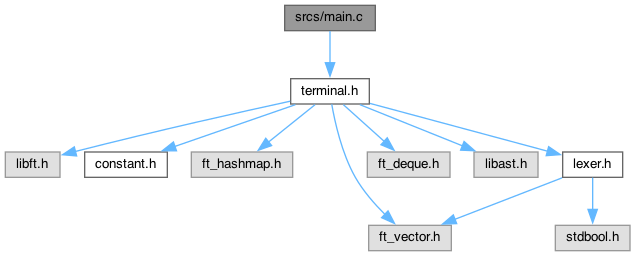 srcs/main.c
terminal.h
libft.h
constant.h
ft_hashmap.h
ft_deque.h
libast.h
lexer.h
ft_vector.h
stdbool.h